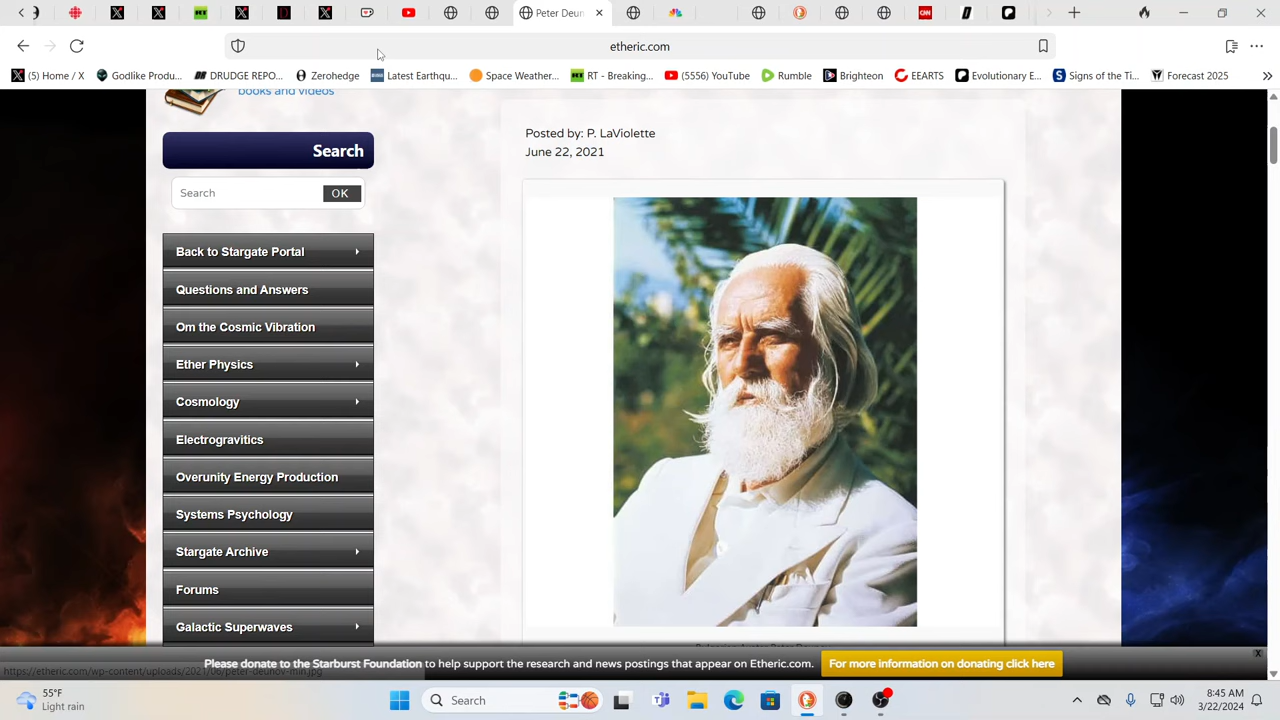 Peter Deun
CNN
etheric.com
(5) Home / X
Godlike Produ...
DRUDGE REPO...
Zerohedge
Latest Earthqu...
Space Weather...
RT - Breaking...
(5556) YouTube
Rumble
Brighteon
EEARTS
Evolutionary E...
Signs of the Ti...
Forecast 2025
books and videos
Search
Search
OK
Back to Stargate Portal
Questions and Answers
Om the Cosmic Vibration
Ether Physics
Cosmology
Electrogravitics
Overunity Energy Production
Systems Psychology
Stargate Archive
Forums
Galactic Superwaves
Posted by: P. LaViolette
June 22, 2021
Please donate to the Starburst Foundation to help support the research and news postings that appear on Etheric.com.
For more information on donating click here
X
55°F
Light rain
Search
8:45 AM
3/22/2024